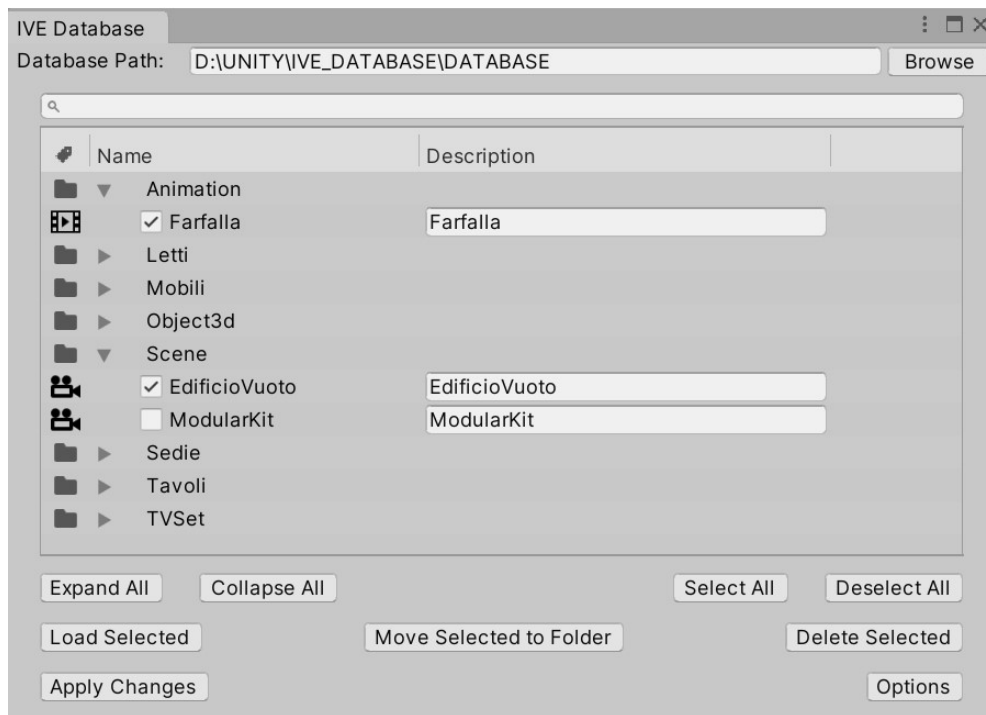 IVE Database
Database Path: D:\UNITY\IVE_DATABASE\DATABASE Browse
Name Description
Animation
Farfalla Farfalla
Letti
Mobili
Object3d
Scene
EdificioVuoto EdificioVuoto
ModularKit ModularKit
Sedie
Tavoli
TVSet
Expand All Collapse All Select All Deselect All
Load Selected Move Selected to Folder Delete Selected
Apply Changes Options